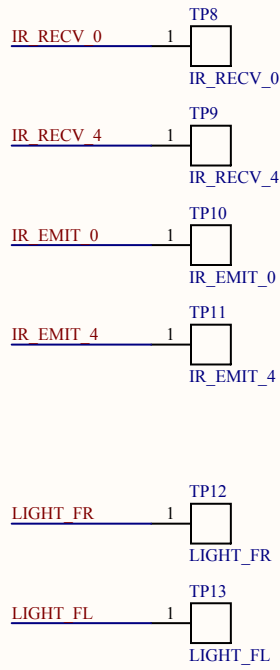 TP8
IR_RECV_0 1
IR_RECV_0
TP9
IR_RECV_4 1
IR_RECV_4
TP10
IR_EMIT_0 1
IR_EMIT_0
TP11
IR_EMIT_4 1
IR_EMIT_4
TP12
LIGHT_FR 1
LIGHT_FR
TP13
LIGHT_FL 1
LIGHT_FL